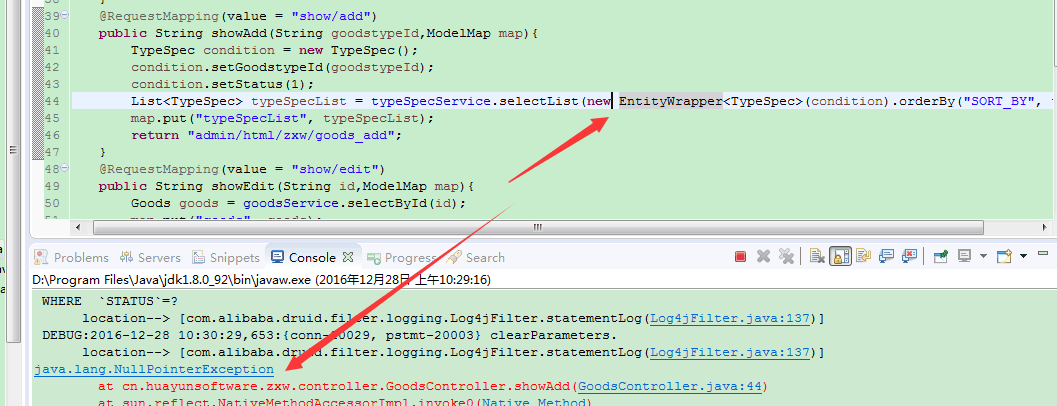 39 @RequestMapping(value = "show/add")
40 public String showAdd(String goodstypeId,ModelMap map){
41 TypeSpec condition = new TypeSpec();
42 condition.setGoodstypeId(goodstypeId);
43 condition.setStatus(1);
44 List<TypeSpec> typeSpecList = typeSpecService.selectList(new EntityWrapper<TypeSpec>(condition).orderBy("SORT_BY",
45 map.put("typeSpecList", typeSpecList);
46 return "admin/html/zxw/goods_add";
47 }
48 @RequestMapping(value = "show/edit")
49 public String showEdit(String id,ModelMap map){
50 Goods goods = goodsService.selectById(id);
Problems Servers Snippets Console Progress Search
D:\Program Files\Java\jdk1.8.0_92\bin\javaw.exe (2016年12月28日 上午10:29:16)
WHERE `STATUS`=?
location--> [com.alibaba.druid.filter.logging.Log4jFilter.statementLog(Log4jFilter.java:137)]
DEBUG:2016-12-28 10:30:29,653:{conn-10029, pstmt-20003} clearParameters.
location--> [com.alibaba.druid.filter.logging.Log4jFilter.statementLog(Log4jFilter.java:137)]
java.lang.NullPointerException
at cn.huayunsoftware.zxw.controller.GoodsController.showAdd(GoodsController.java:44)
at sun.reflect.NativeMethodAccessorImpl.invoke0(Native Method)